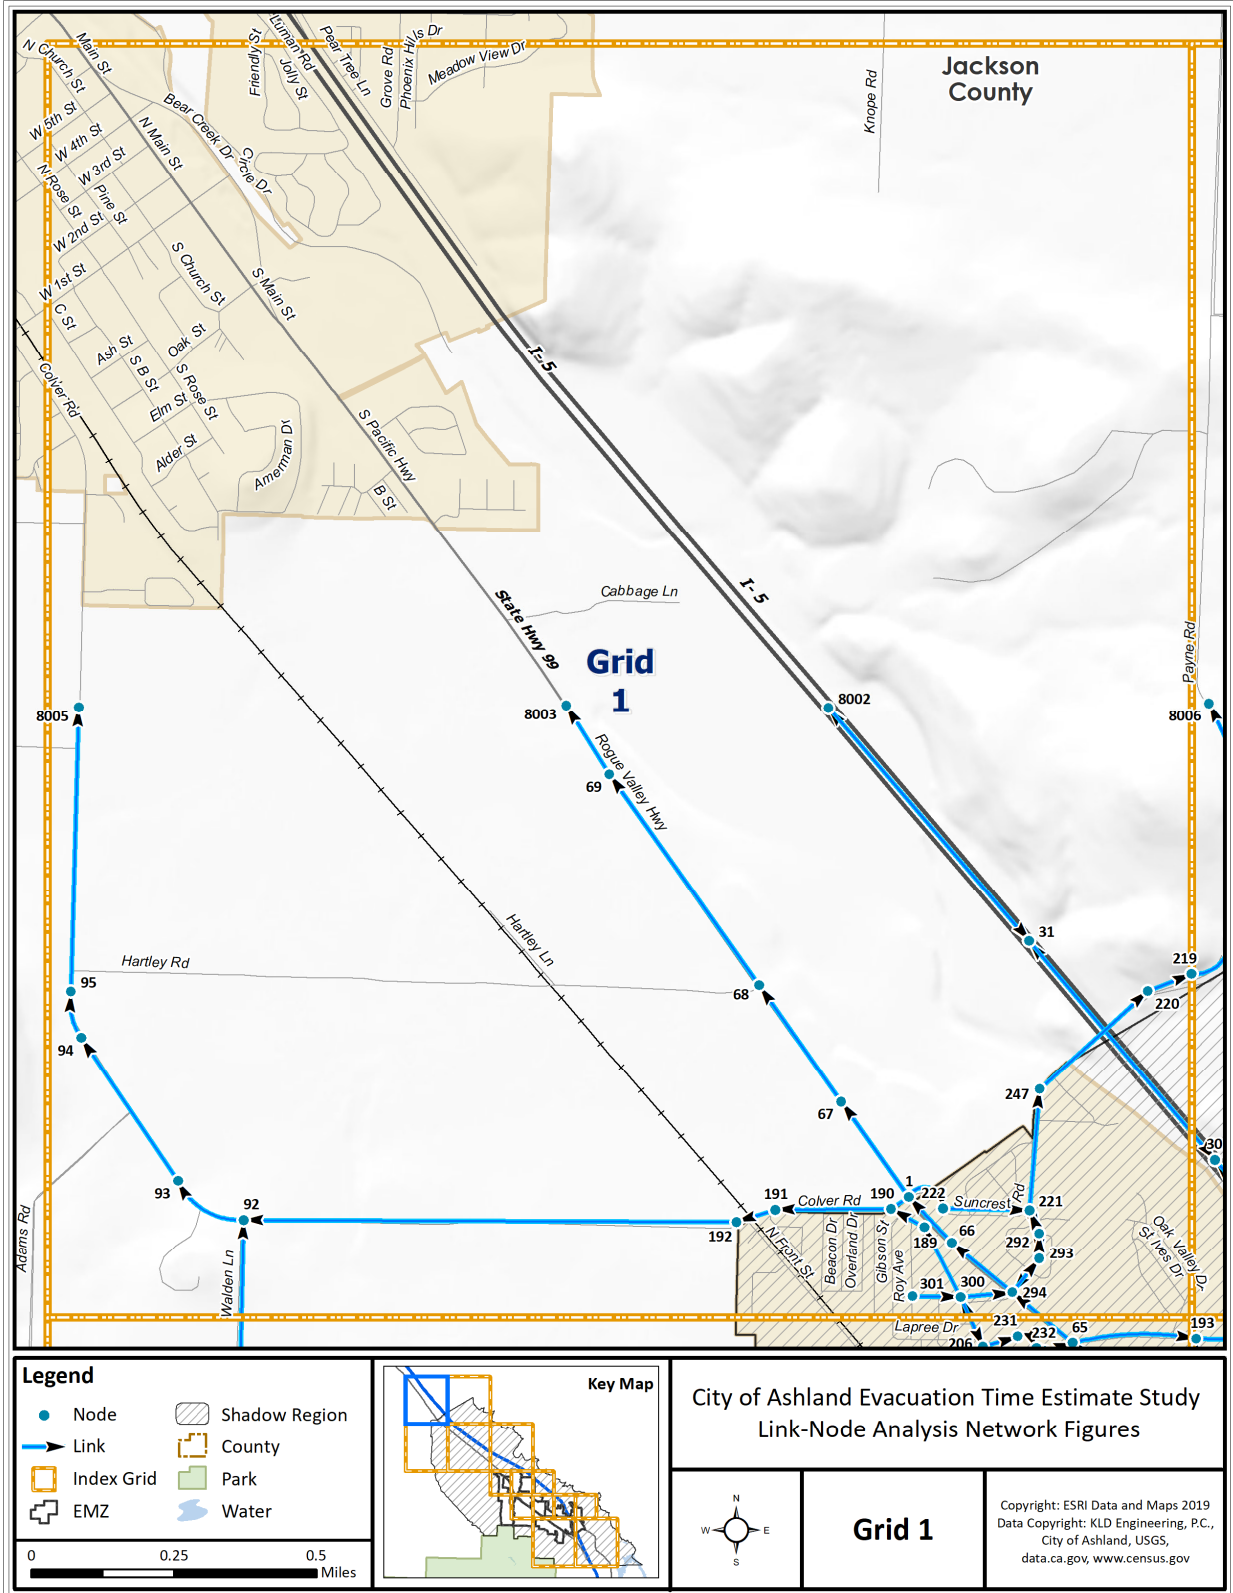 Jackson
County
N Church St
Main St
W 5th St
W 4th St
W 3rd St
N Rose St
Pine St
W 2nd St
W 1st St
C St
N Main St
Bear Creek Dr
Circle Dr
Friendly St
Luman Rd
Jolly St
Pear Tree Ln
Grove Rd
Phoenix Hills Dr
Meadow View Dr
Knope Rd
S Church St
S Main St
Ash St
Oak St
S B St
S Rose St
Elm St
Alder St
Amerman Dr
Colver Rd
S Pacific Hwy
B St
I-5
I-5
Cabbage Ln
State Hwy 99
Grid
1
Payne Rd
8005
8003
8002
8006
69
Rogue Valley Hwy
31
Hartley Ln
Hartley Rd
95
68
219
220
94
247
67
30
93
92
1
191
Colver Rd
190
222
Suncrest Rd
221
192
N Front St
Beacon Dr
Overland Dr
Gibson St
Roy Ave
189
66
292
293
Oak Valley Dr
St Ives Dr
Adams Rd
Walden Ln
301
300
294
Lapree Dr
231
232
65
193
206
Legend
Node
Link
Index Grid
EMZ
Shadow Region
County
Park
Water
0
0.25
0.5
Miles
Key Map
City of Ashland Evacuation Time Estimate Study
Link-Node Analysis Network Figures
N
W
E
S
Grid 1
Copyright: ESRI Data and Maps 2019
Data Copyright: KLD Engineering, P.C.,
City of Ashland, USGS,
data.ca.gov, www.census.gov